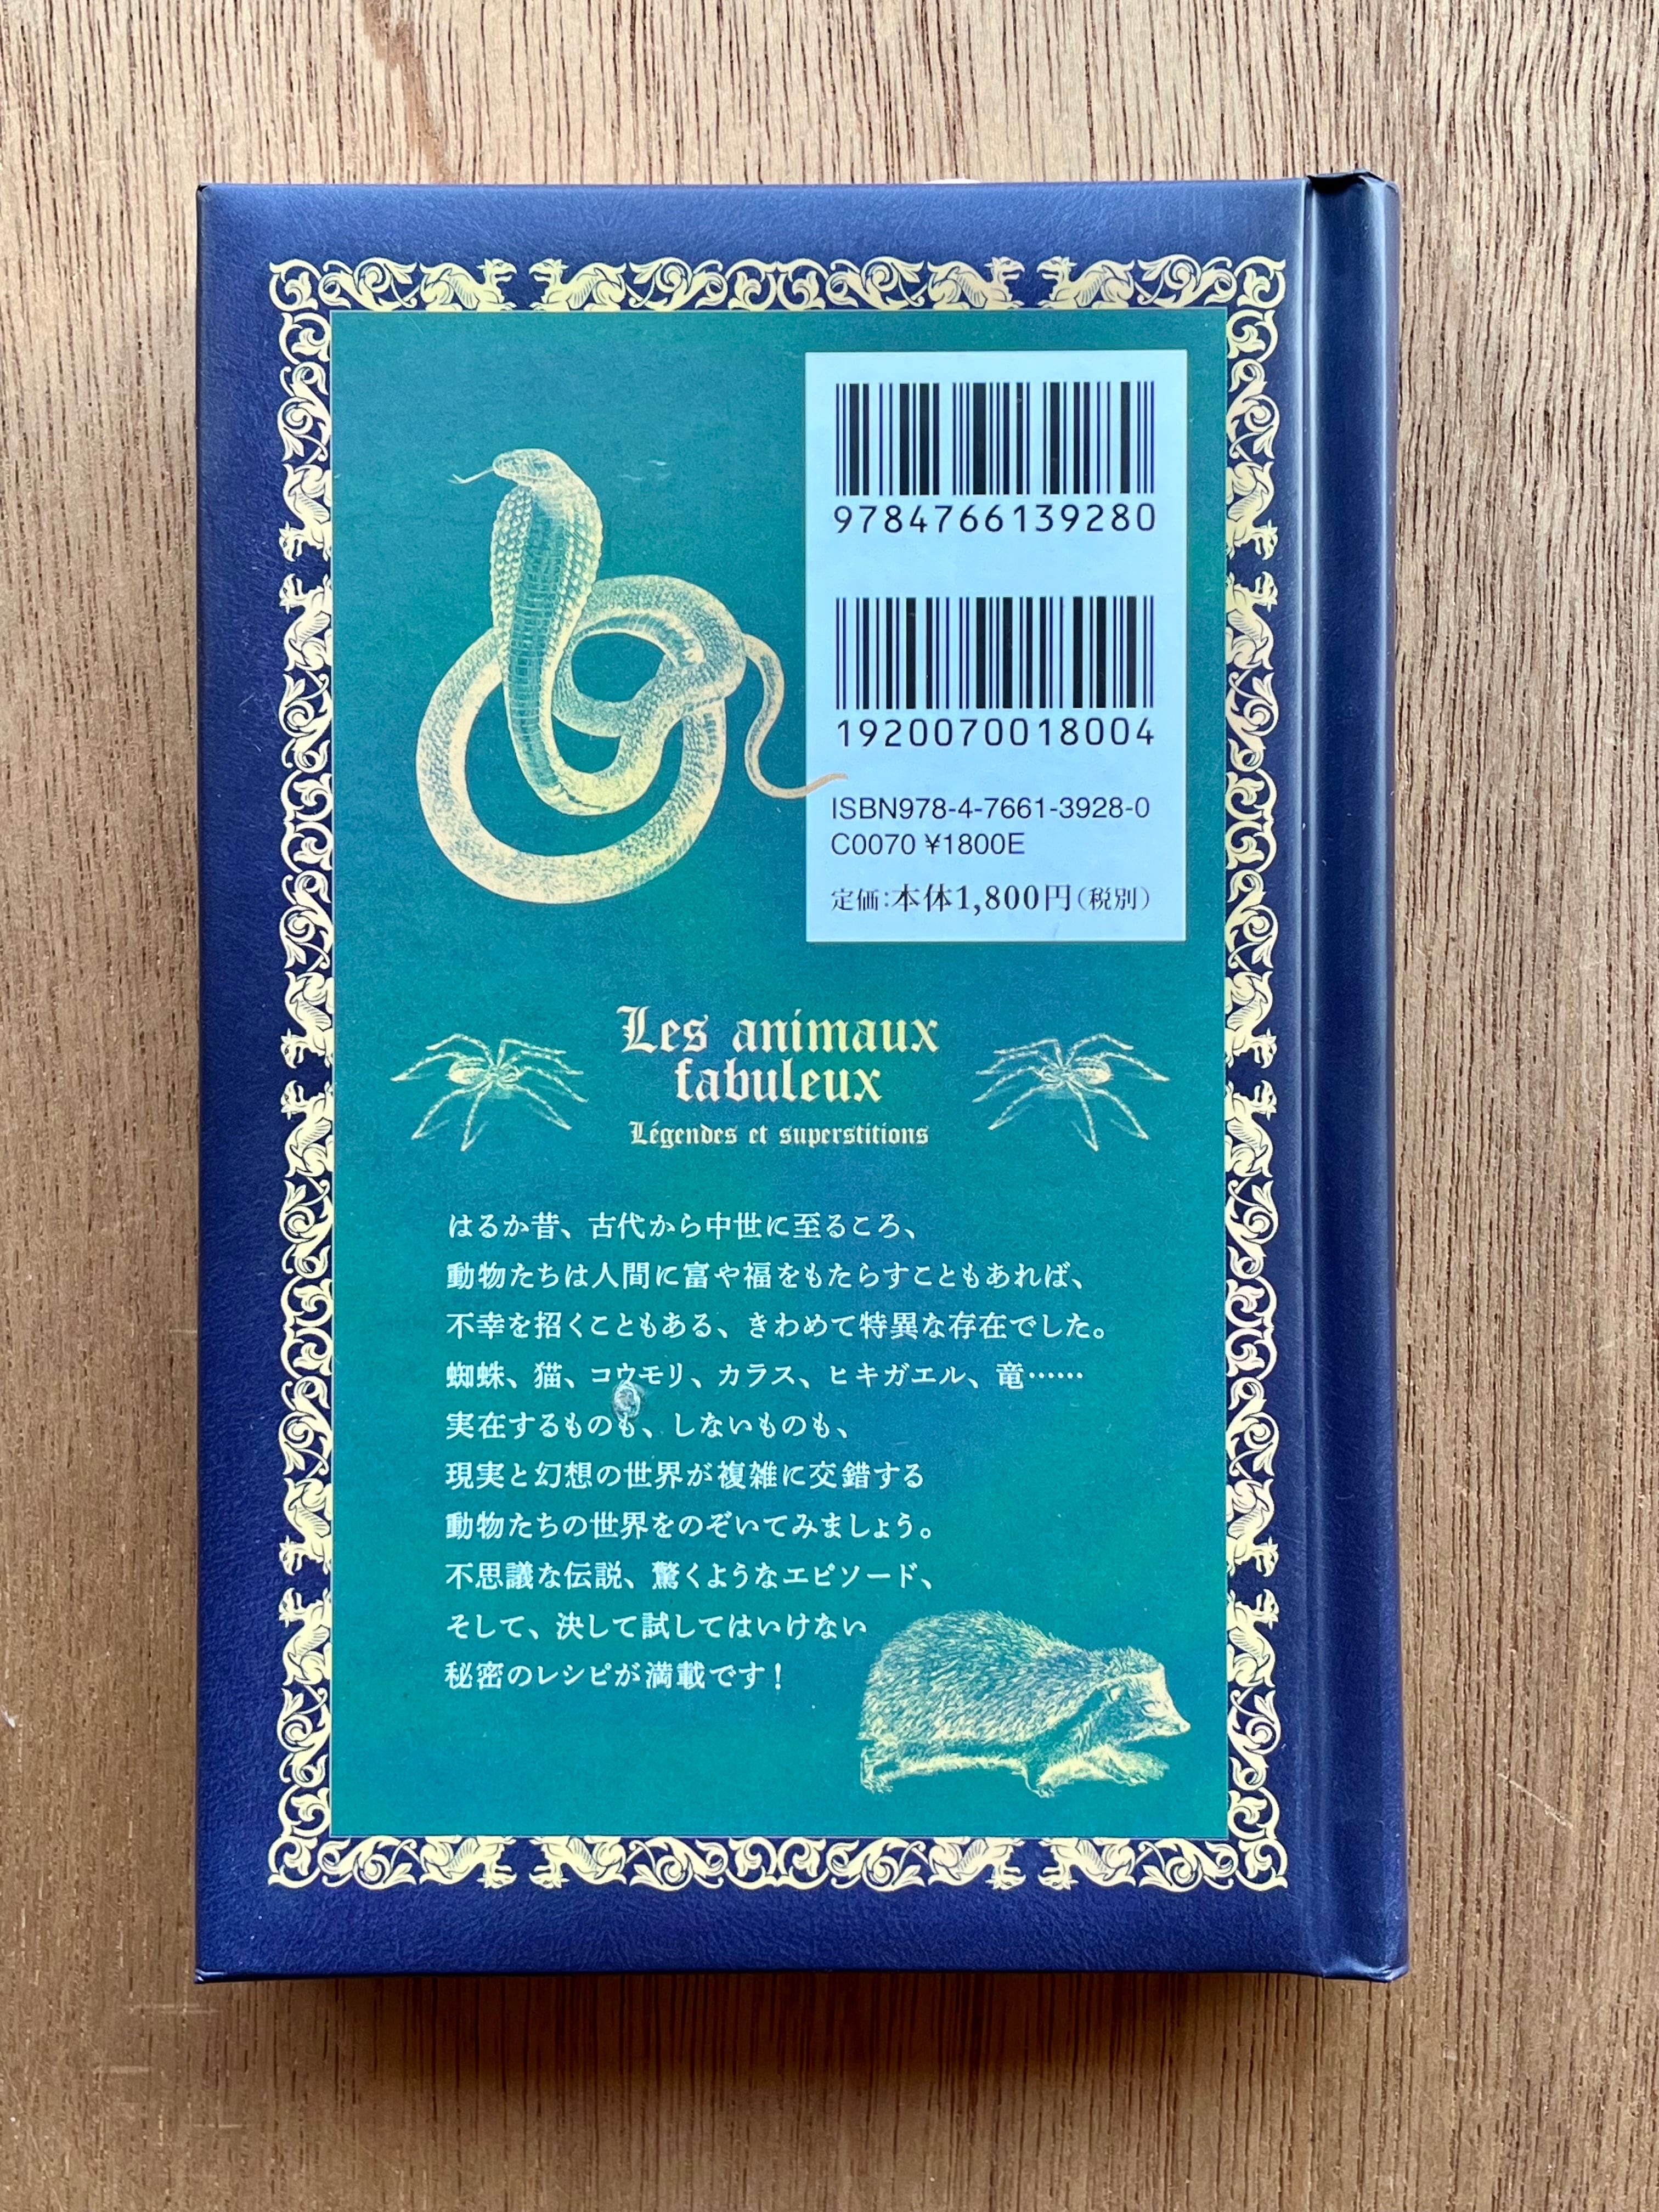 9784766139280
1920070018004
ISBN978-4-7661-3928-0
C0070 ¥1800E
定価:本体1,800円(税別)
Les animaux
fabuleux
Légendes et superstitions
はるか昔、古代から中世に至るころ、
動物たちは人間に富や福をもたらすこともあれば、
不幸を招くこともある、きわめて特異な存在でした。
蜘蛛、猫、コウモリ、カラス、ヒキガエル、竜……
実在するものも、しないものも、
現実と幻想の世界が複雑に交錯する
動物たちの世界をのぞいてみましょう。
不思議な伝説、驚くようなエピソード、
そして、決して試してはいけない
秘密のレシピが満載です!